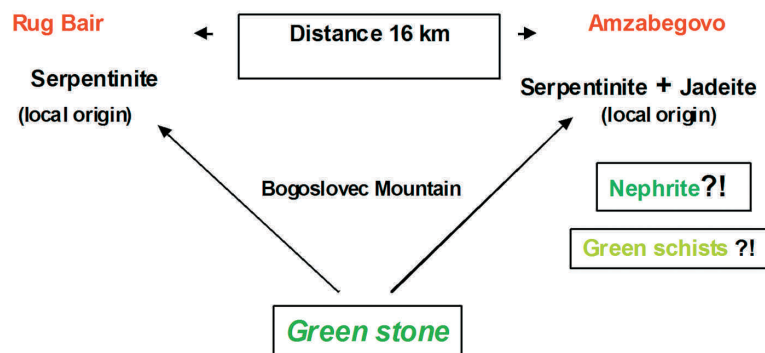 Rug Bair
Distance 16 km
Amzabegovo
Serpentinite
(local origin)
Serpentinite + Jadeite
(local origin)
Bogoslovec Mountain
Nephrite?!
Green schists ?!
Green stone